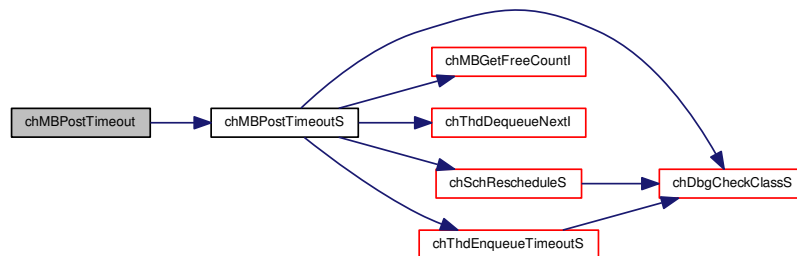 chMBPostTimeout
chMBPostTimeoutS
chMBGetFreeCountI
chThdDequeueNextI
chSchRescheduleS
chThdEnqueueTimeoutS
chDbgCheckClassS